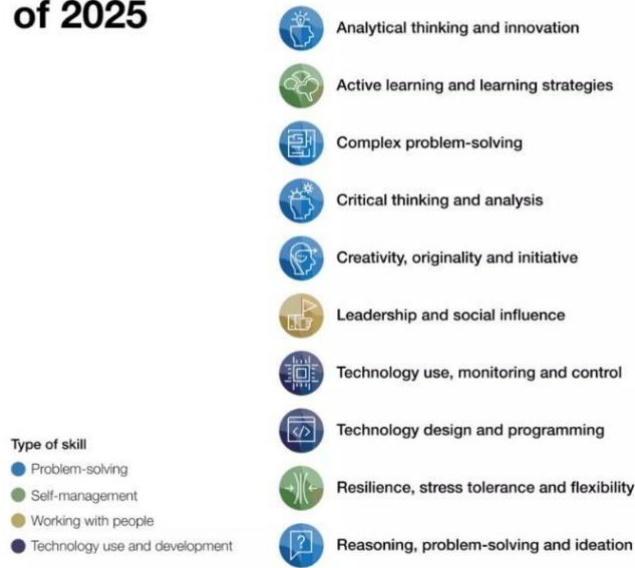 of 2025
Analytical thinking and innovation
Active learning and learning strategies
Complex problem-solving
Critical thinking and analysis
Creativity, originality and initiative
Leadership and social influence
Technology use, monitoring and control
Technology design and programming
Resilience, stress tolerance and flexibility
Reasoning, problem-solving and ideation
Type of skill
Problem-solving
Self-management
Working with people
Technology use and development